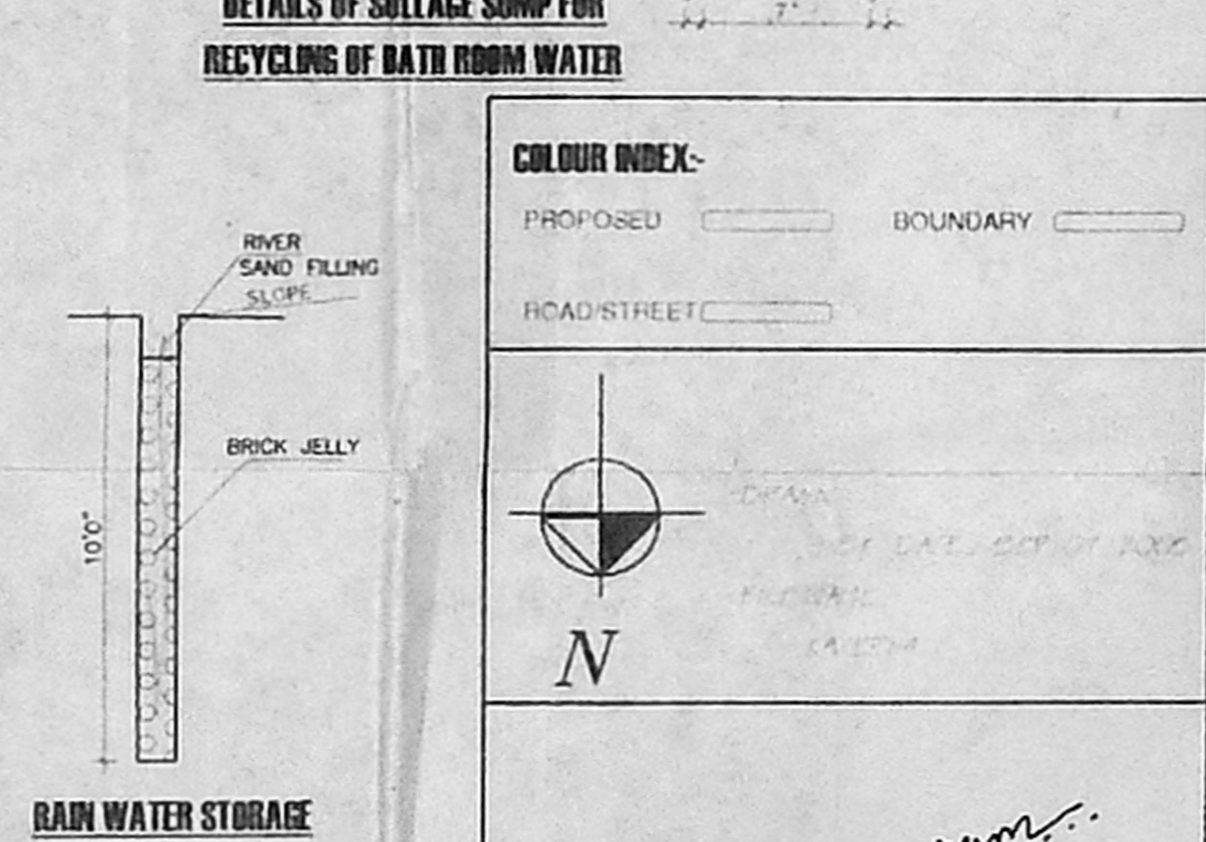 DETAILS OF SULLAGE SUMP FOR
RECYCLING OF BATH ROOM WATER
7"
COLOUR INDEX:-
PROPOSED
BOUNDARY
ROAD/STREET
RIVER
SAND FILLING
SLOPE
BRICK JELLY
10'0"
N
RAIN WATER STORAGE